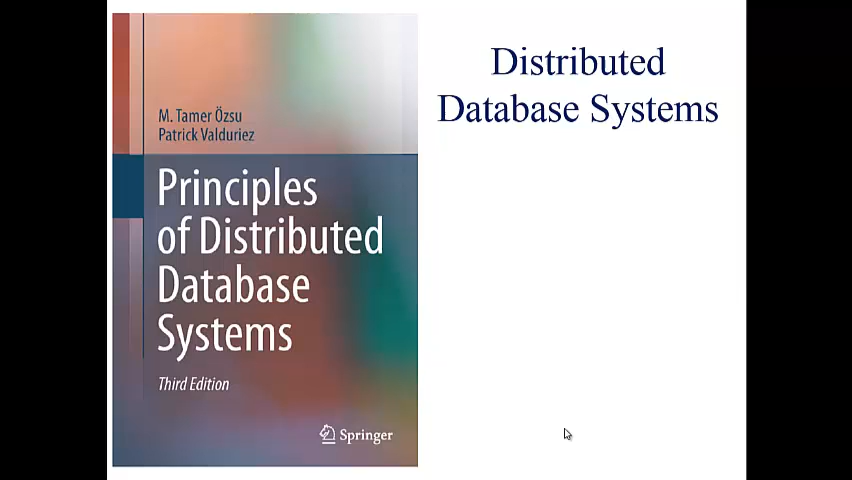 M. Tamer Özsu
Patrick Valduriez
Principles
of Distributed
Database
Systems
Third Edition
Springer
Distributed
Database Systems